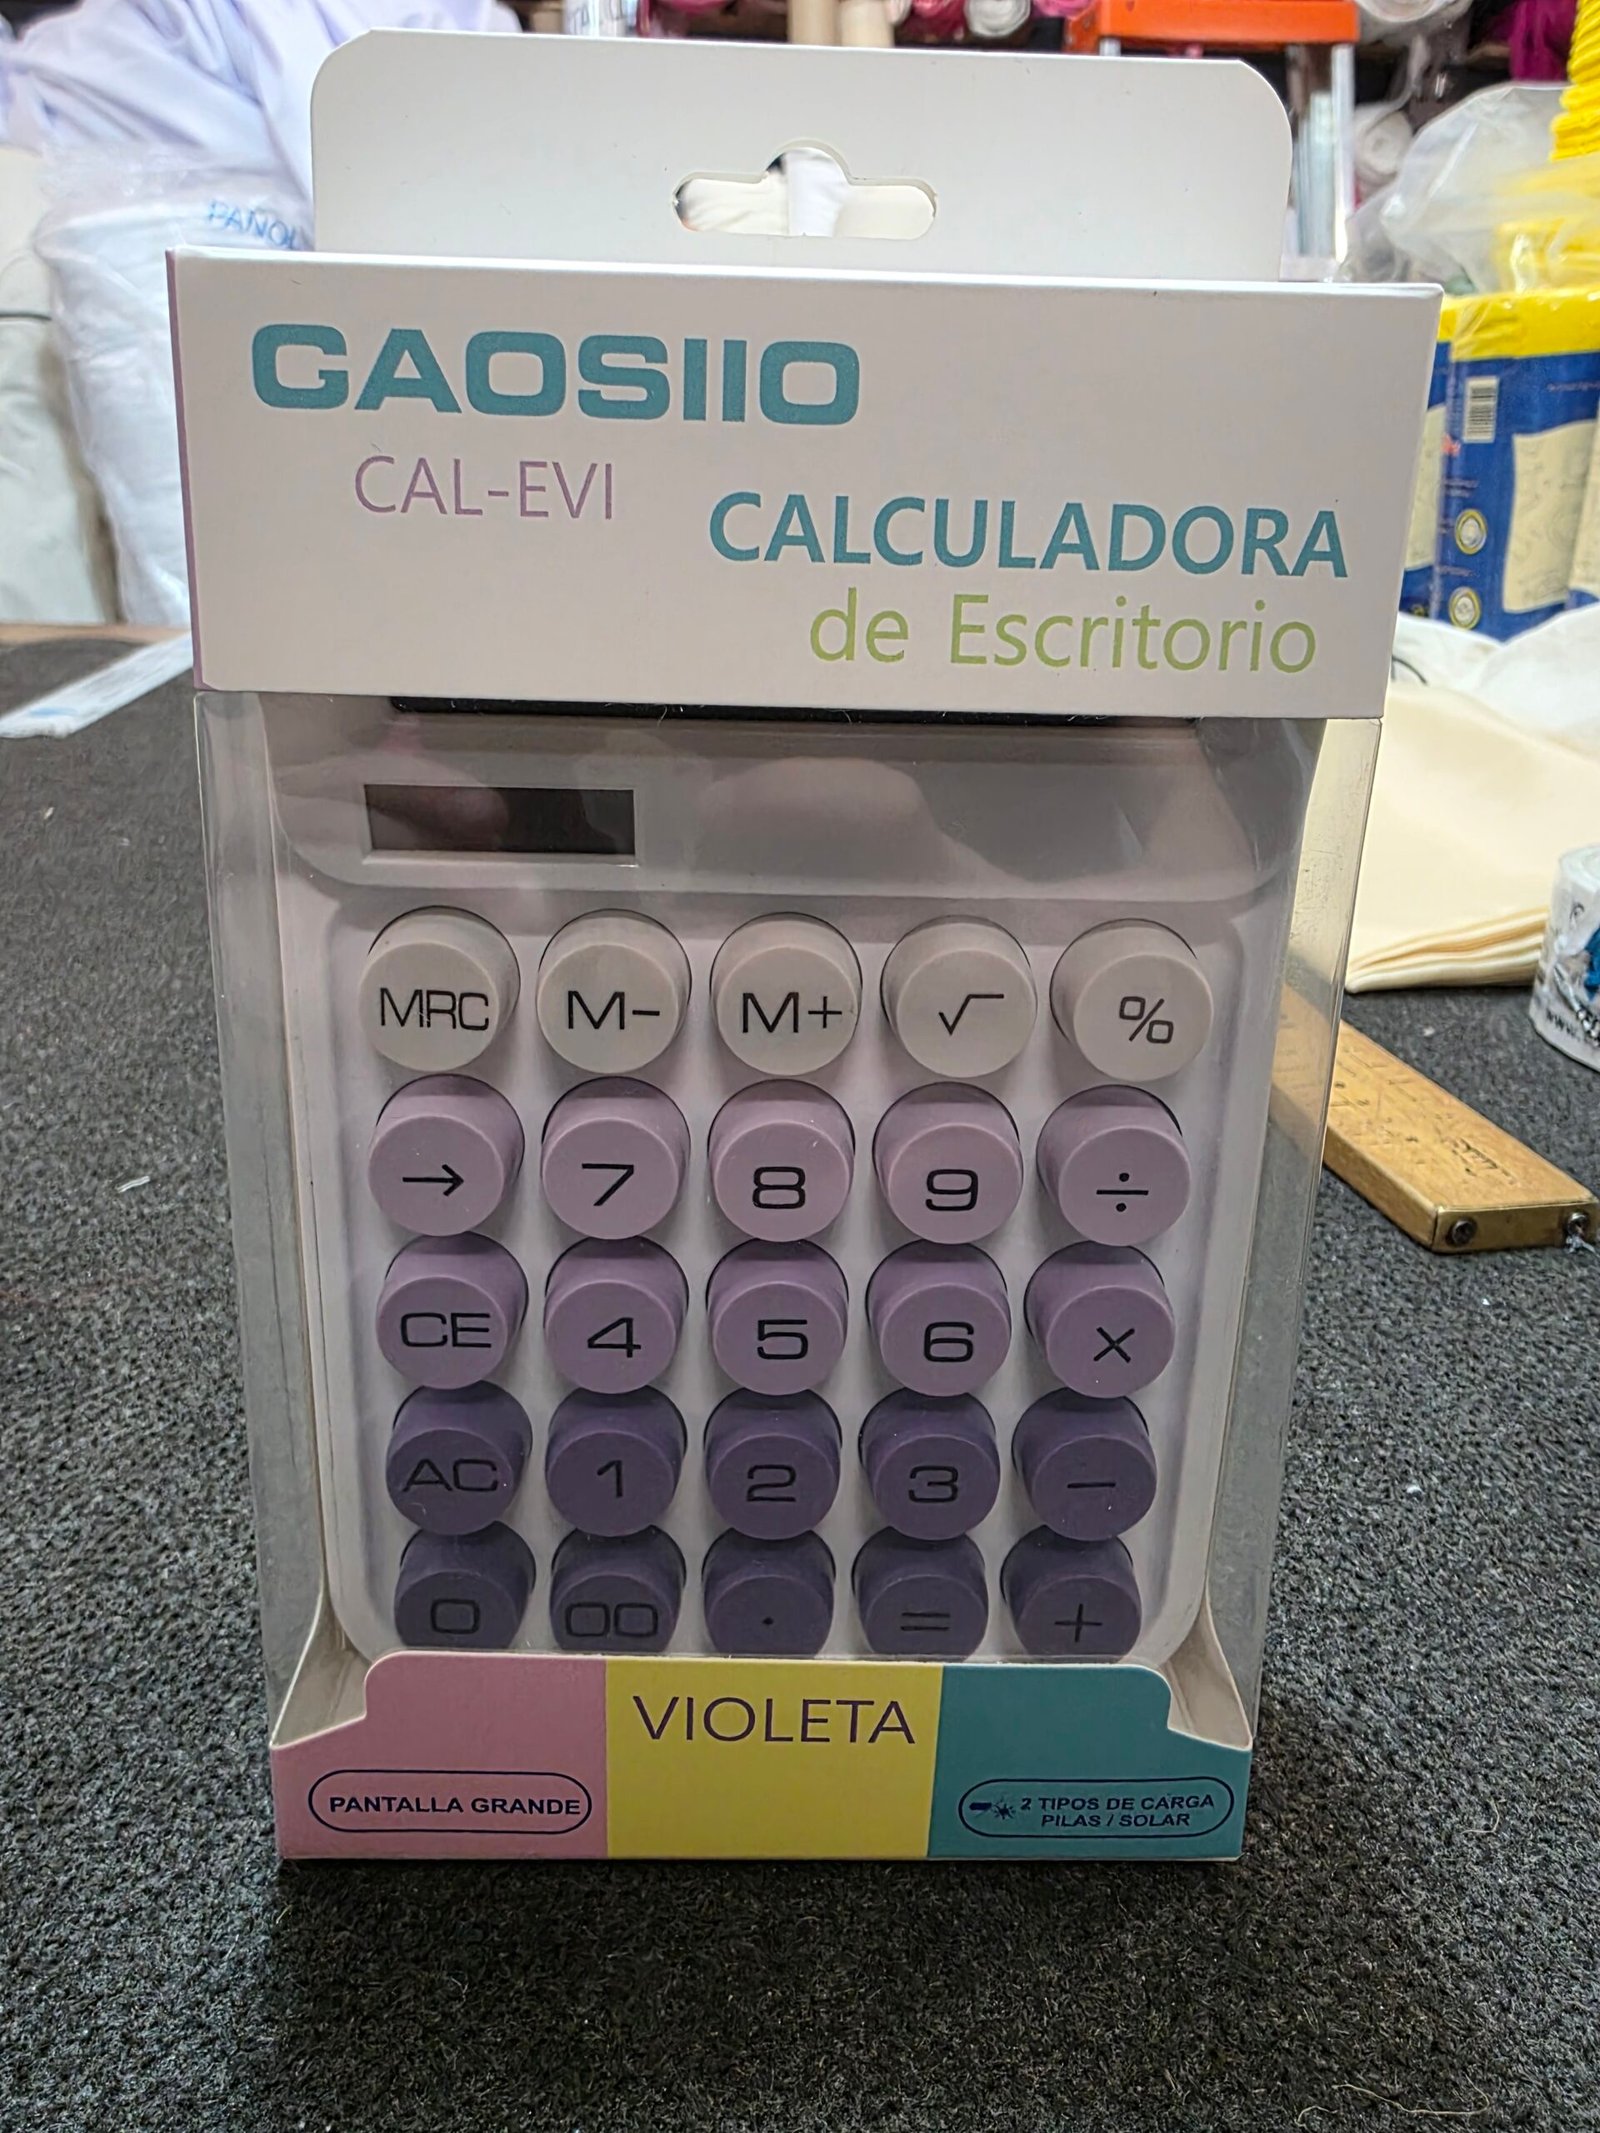 GAOSIIO
CAL-EVI
CALCULADORA
de Escritorio
MRC M- M+ √ %
→ 7 8 9 ÷
CE 4 5 6 ×
AC 1 2 3 −
0 00 . = +
VIOLETA
PANTALLA GRANDE
2 TIPOS DE CARGA
PILAS / SOLAR